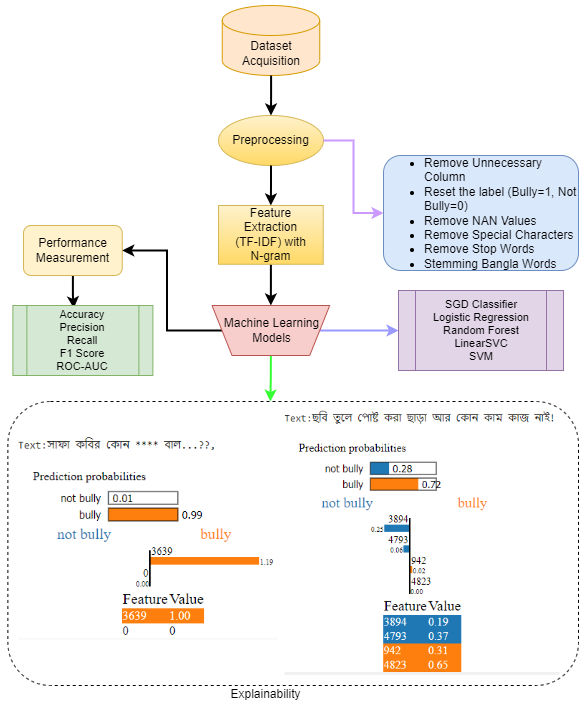 Dataset
Acquisition
Preprocessing
Remove Unnecessary
Column
Reset the label (Bully=1, Not
Bully=0)
Remove NAN Values
Remove Special Characters
Remove Stop Words
Stemming Bangla Words
Feature
Extraction
(TF-IDF) with
N-gram
Performance
Measurement
Accuracy
Precision
Recall
F1 Score
ROC-AUC
Machine Learning
Models
SGD Classifier
Logistic Regression
Random Forest
LinearSVC
SVM
Text:সাফা কবির কোন **** বাল...??,
Prediction probabilities
not bully 0.01
bully 0.99
not bully bully
3639
1.19
0
0.00
Feature Value
3639 1.00
0 0
Text:ছবি তুলে পোষ্ট করা ছাড়া আর কোন কাম কাজ নাই!
Prediction probabilities
not bully 0.28
bully 0.72
not bully bully
3894
0.25
4793
0.06
942
0.02
4823
0.00
Feature Value
3894 0.19
4793 0.37
942 0.31
4823 0.65
Explainability